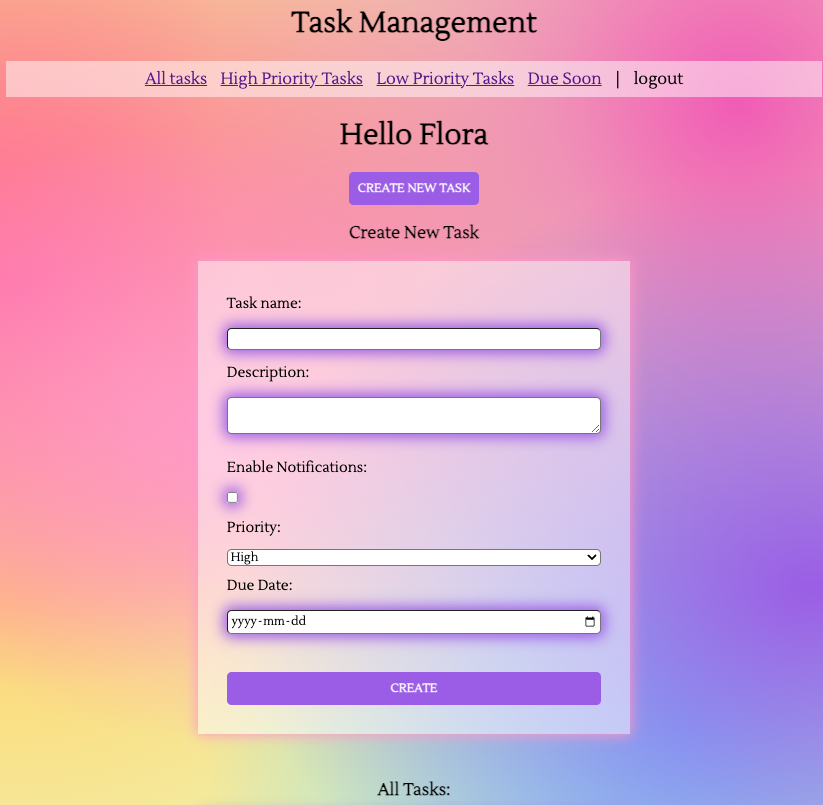 Task Management
All tasks High Priority Tasks Low Priority Tasks Due Soon | logout
Hello Flora
CREATE NEW TASK
Create New Task
Task name:
Description:
Enable Notifications:
Priority:
High
Due Date:
yyyy-mm-dd
CREATE
All Tasks: